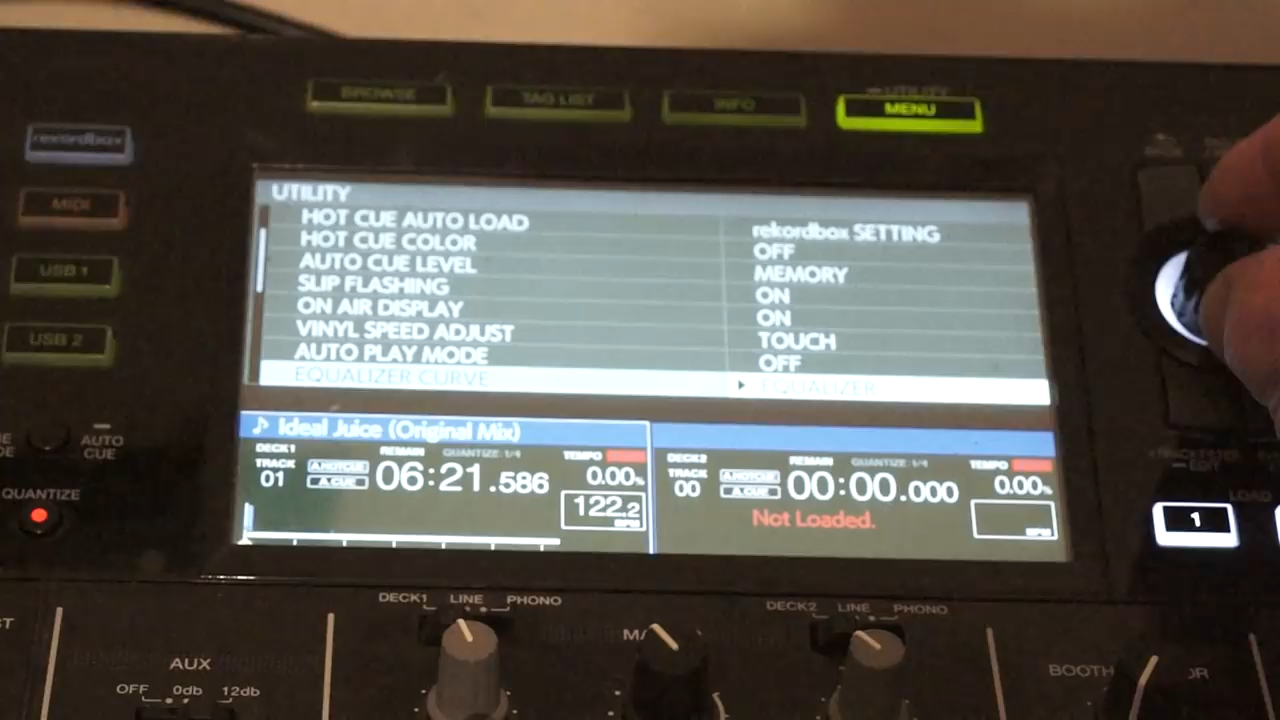 UTILITY
BROWSE TAG LIST INFO MENU
rekordbox
MIDI
USB 1
USB 2
UTILITY
HOT CUE AUTO LOAD rekordbox SETTING
HOT CUE COLOR OFF
AUTO CUE LEVEL MEMORY
SLIP FLASHING ON
ON AIR DISPLAY ON
VINYL SPEED ADJUST TOUCH
AUTO PLAY MODE OFF
EQUALIZER CURVE EQUALIZER
♪ Ideal Juice (Original Mix)
DECK1 REMAIN QUANTIZE: 1/4 TEMPO
TRACK A.HOTCUE 06:21.586 0.00%
01 A.CUE 122.2
BPM
DECK2 REMAIN QUANTIZE: 1/4 TEMPO
TRACK A.HOTCUE 00:00.000 0.00%
00 A.CUE
Not Loaded. BPM
AUTO
CUE
QUANTIZE
EDIT
LOAD
1
DECK1 LINE PHONO
DECK2 LINE PHONO
AUX
OFF 0db 12db
BOOTH